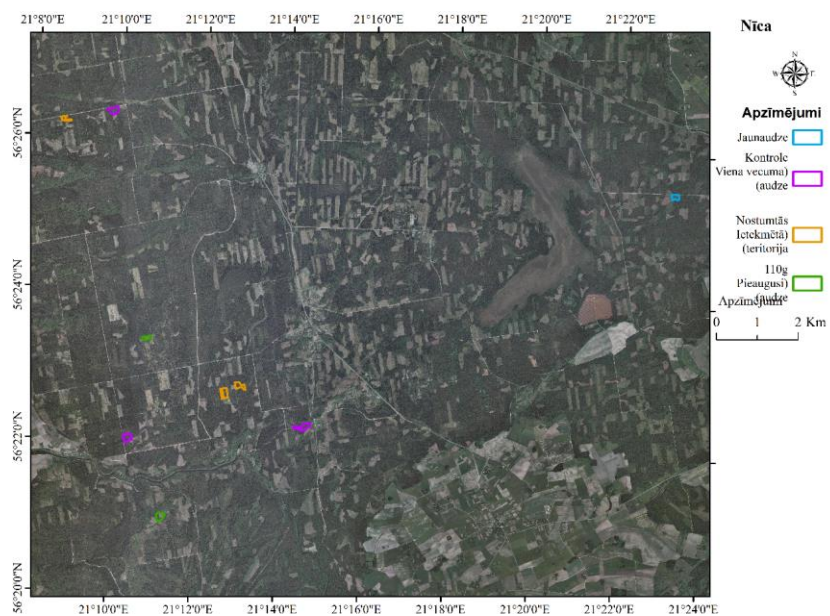 21°8'0"E 21°10'0"E 21°12'0"E 21°14'0"E 21°16'0"E 21°18'0"E 21°20'0"E 21°22'0"E
Nīca
N
W E
S
Apzīmējumi
Jaunaudze
Kontrole
Viena vecuma)
(audze
Nostumtās
Ietekmētā)
(teritorija
110g
Pieaugusi)
(audze
Apzīmējumi
0 1 2 Km
56°26'0"N
56°24'0"N
56°22'0"N
56°20'0"N
21°10'0"E 21°12'0"E 21°14'0"E 21°16'0"E 21°18'0"E 21°20'0"E 21°22'0"E 21°24'0"E